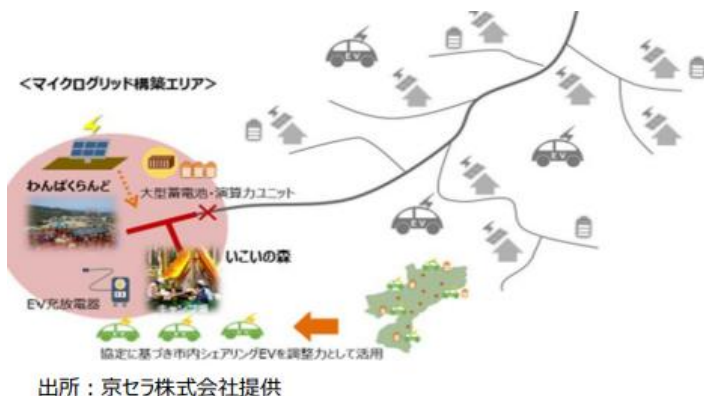 <マイクログリッド構築エリア>
わんぱくらんど
大型蓄電池・演算力ユニット
いこいの森
EV充放電器
協定に基づき市内シェアリングEVを調整力として活用
EV
EV
EV
出所：京セラ株式会社提供